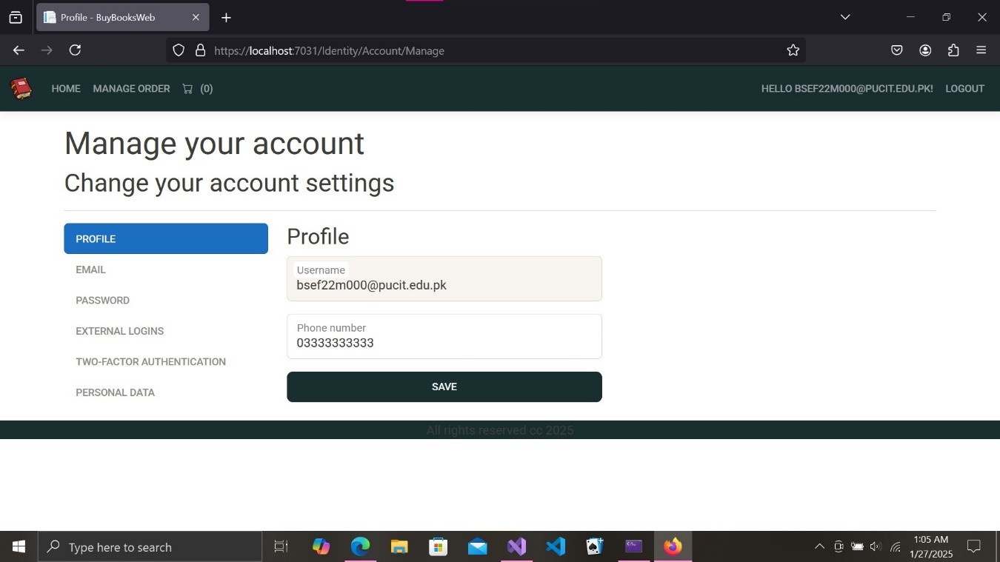 Profile - BuyBooksWeb
https://localhost:7031/Identity/Account/Manage
HOME MANAGE ORDER (0) HELLO BSEF22M000@PUCIT.EDU.PK! LOGOUT
Manage your account
Change your account settings
PROFILE
EMAIL
PASSWORD
EXTERNAL LOGINS
TWO-FACTOR AUTHENTICATION
PERSONAL DATA
Profile
Username
bsef22m000@pucit.edu.pk
Phone number
03333333333
SAVE
All rights reserved cc 2025
Type here to search
1:05 AM
1/27/2025